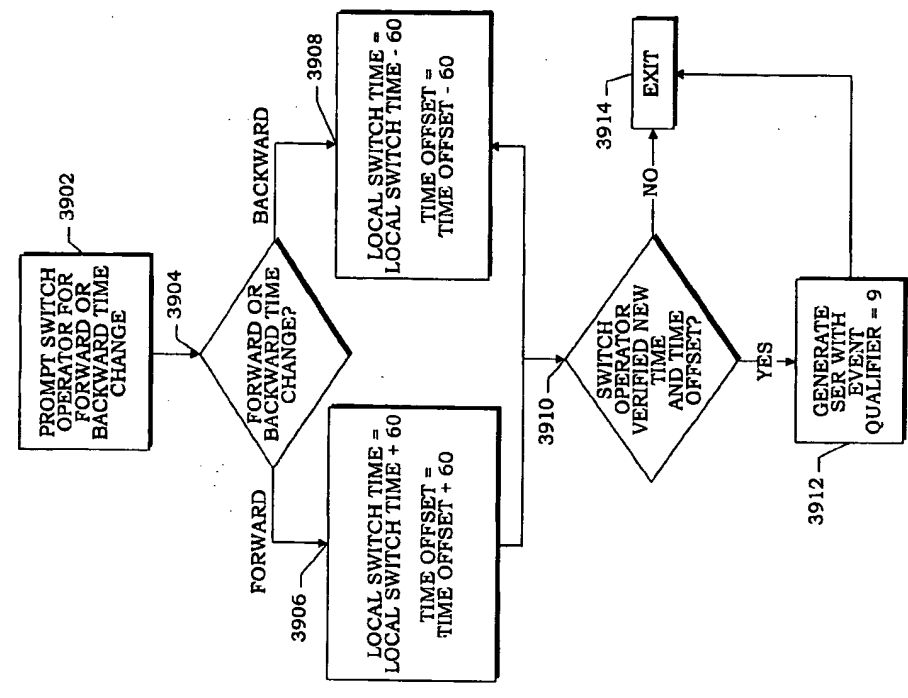 3902
PROMPT SWITCH
OPERATOR FOR
FORWARD OR
BACKWARD TIME
CHANGE
3904
FORWARD OR
BACKWARD TIME
CHANGE?
FORWARD
BACKWARD
3906
LOCAL SWITCH TIME =
LOCAL SWITCH TIME + 60
TIME OFFSET =
TIME OFFSET + 60
3908
LOCAL SWITCH TIME =
LOCAL SWITCH TIME - 60
TIME OFFSET =
TIME OFFSET - 60
3910
SWITCH
OPERATOR
VERIFIED NEW
TIME
AND TIME
OFFSET?
NO
3914
EXIT
YES
3912
GENERATE
SER WITH
EVENT
QUALIFIER = 9